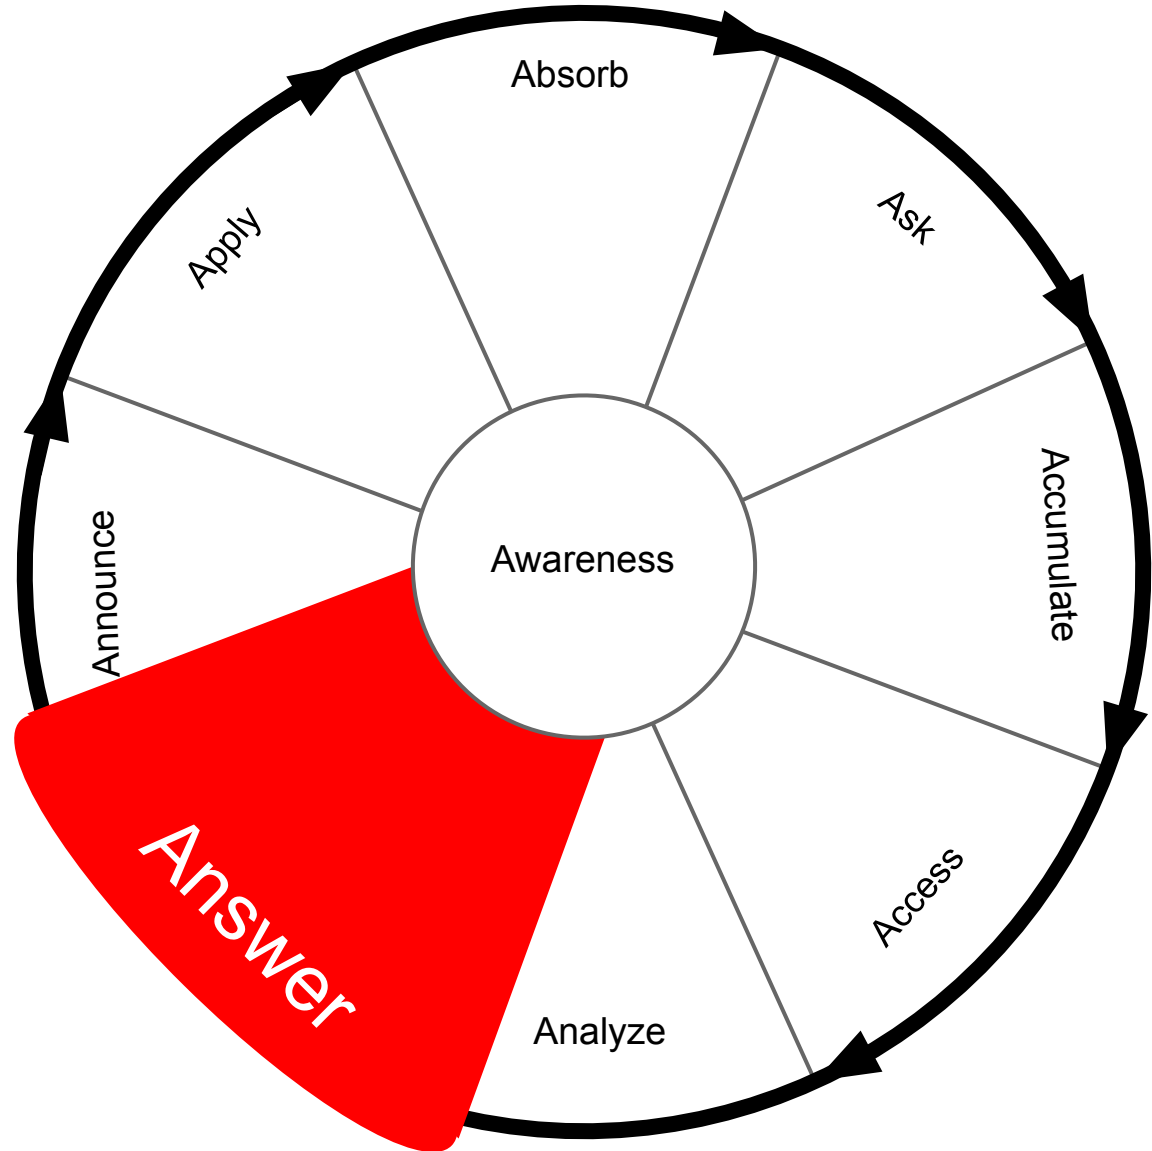 Absorb
Ask
Accumulate
Access
Analyze
Answer
Announce
Apply
Awareness